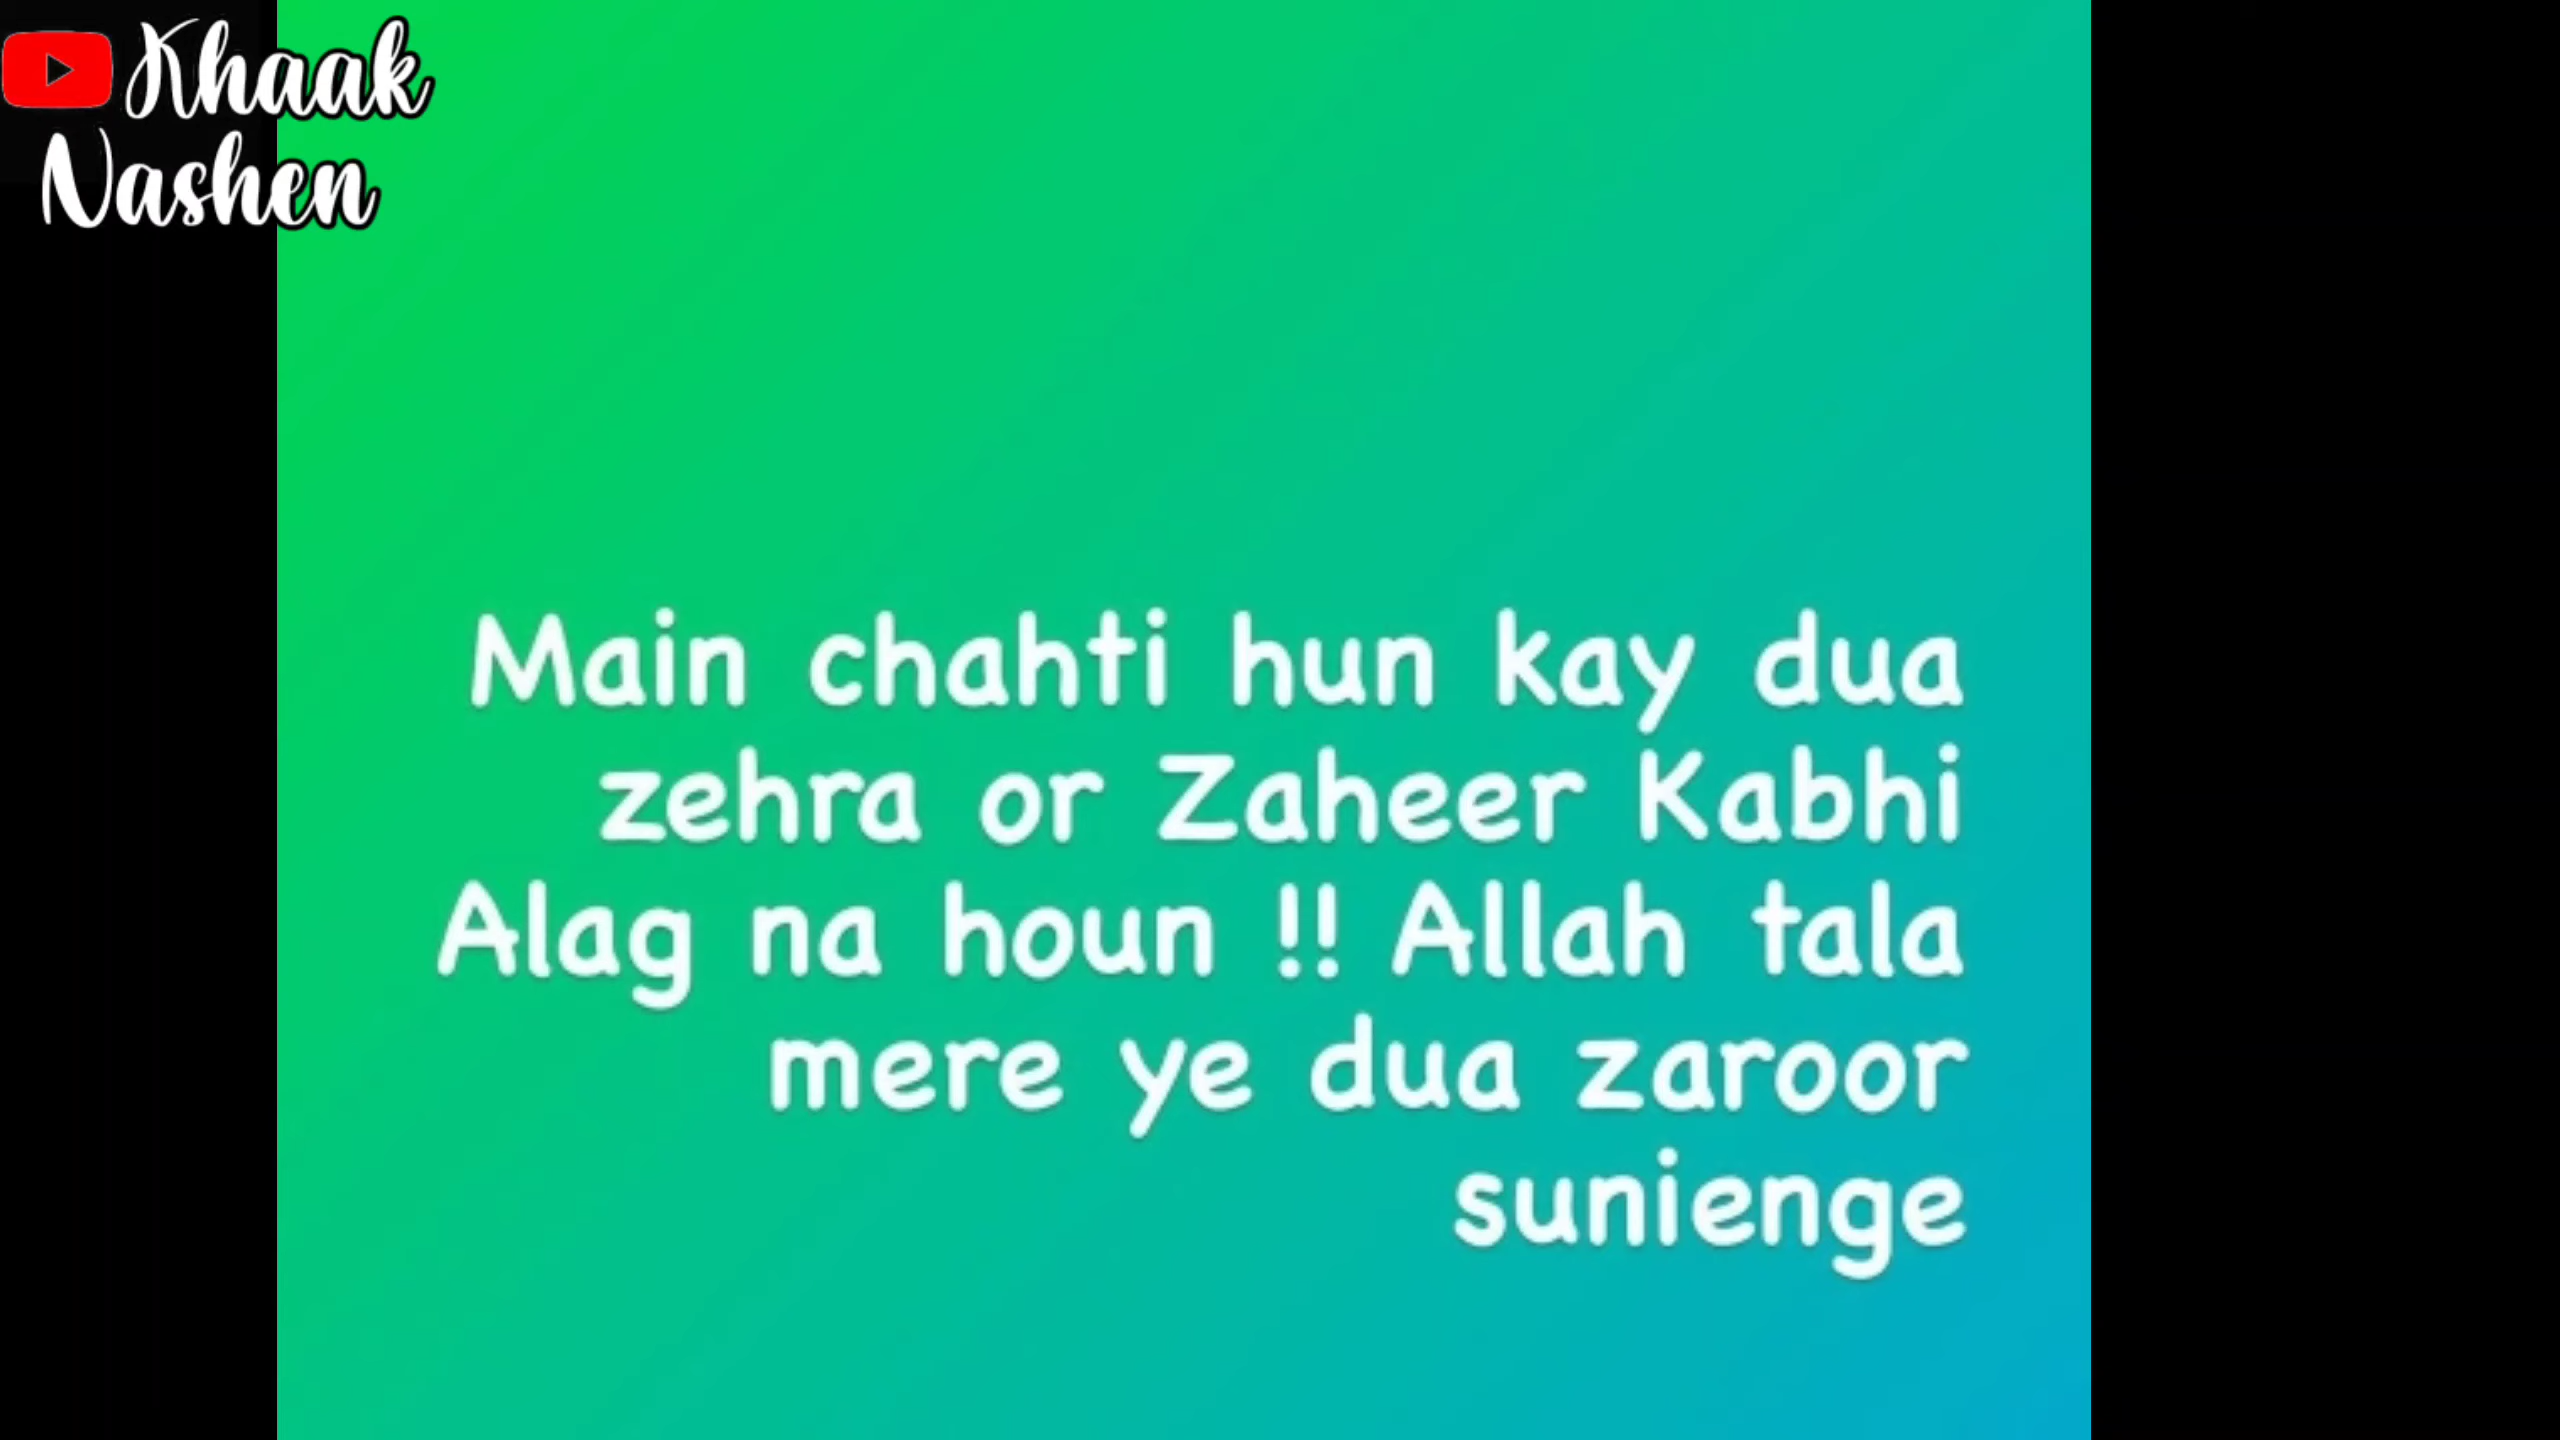 Khaak
Nashen
Main chahti hun kay dua
zehra or Zaheer Kabhi
Alag na houn !! Allah tala
mere ye dua zaroor
sunienge